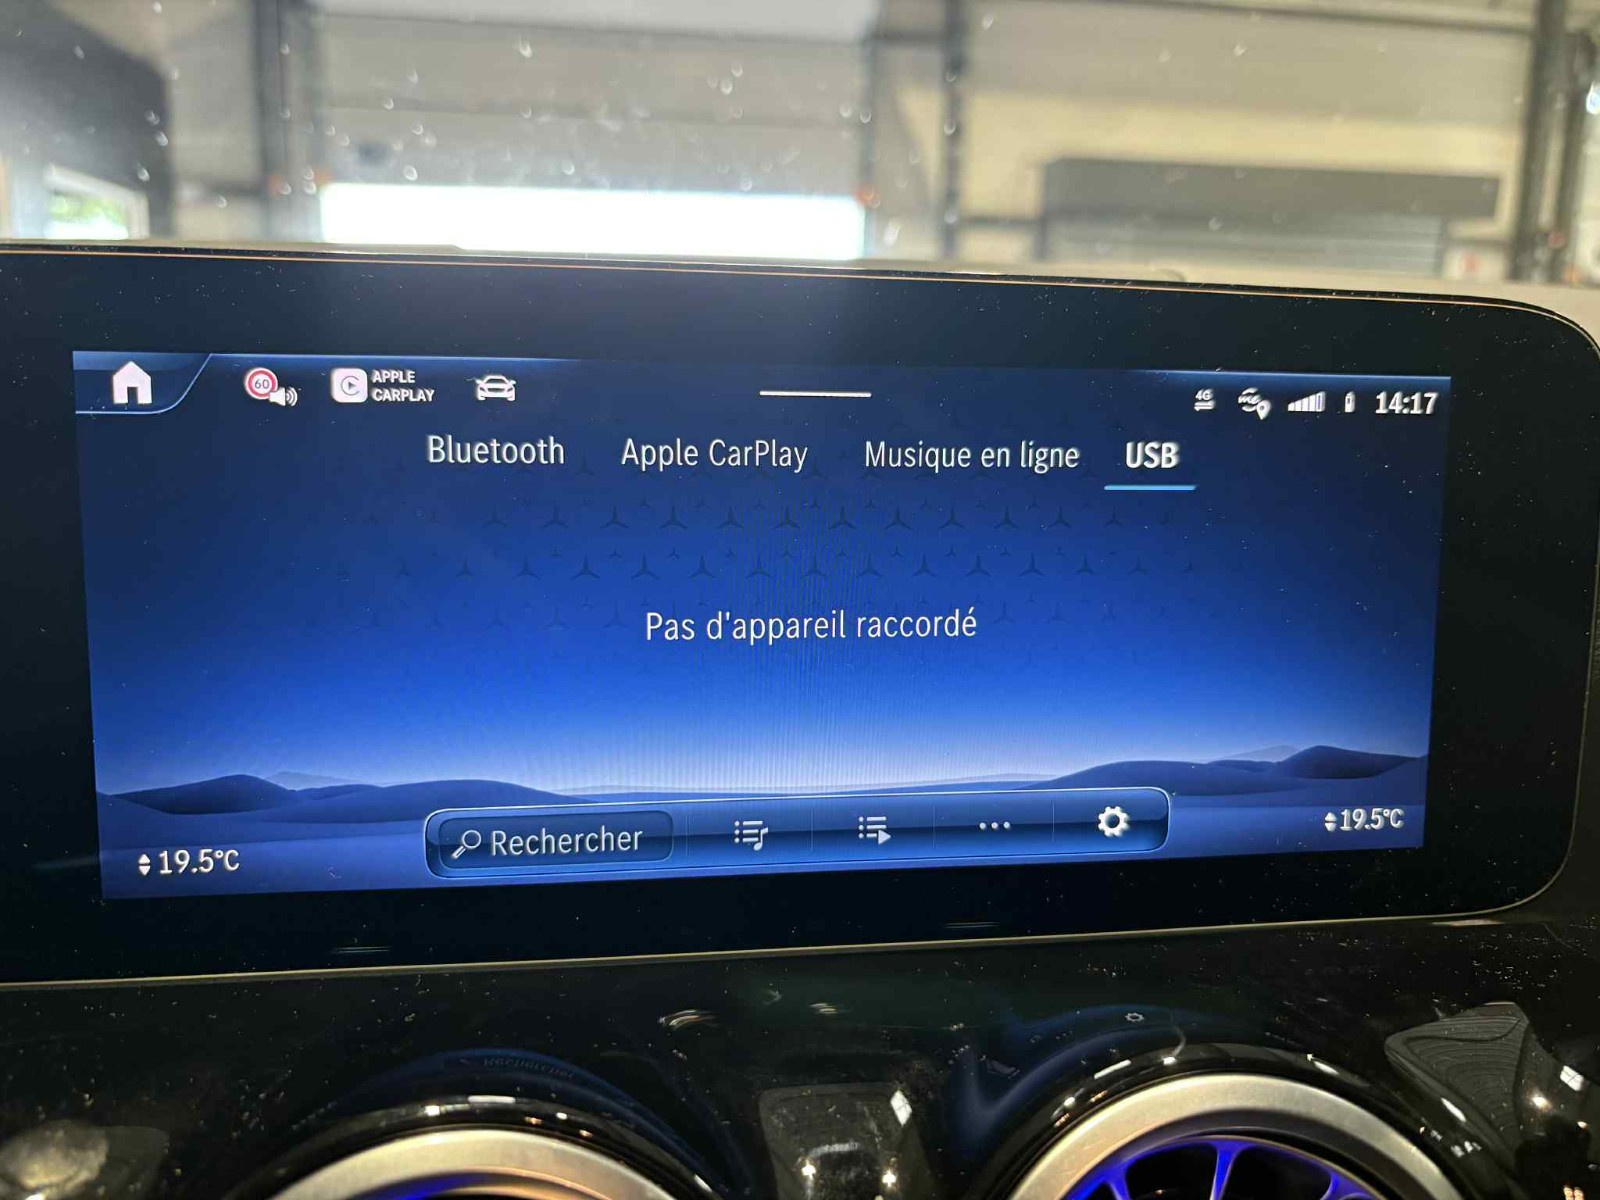 60
APPLE
CARPLAY
4G
me
14:17
Bluetooth
Apple CarPlay
Musique en ligne
USB
Pas d'appareil raccordé
Rechercher
19.5°C
19.5°C